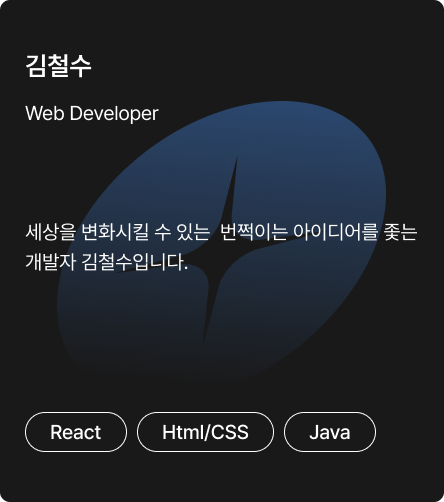 김철수
Web Developer
세상을 변화시킬 수 있는 번쩍이는 아이디어를 좇는
개발자 김철수입니다.
React
Html/CSS
Java